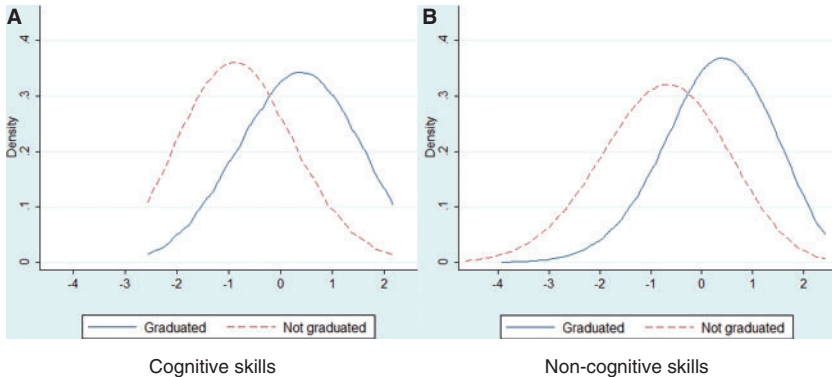 A
B
Density
.4
.3
.2
.1
0
-4 -3 -2 -1 0 1 2
Graduated Not graduated
Cognitive skills
Density
.4
.3
.2
.1
0
-4 -3 -2 -1 0 1 2
Graduated Not graduated
Non-cognitive skills